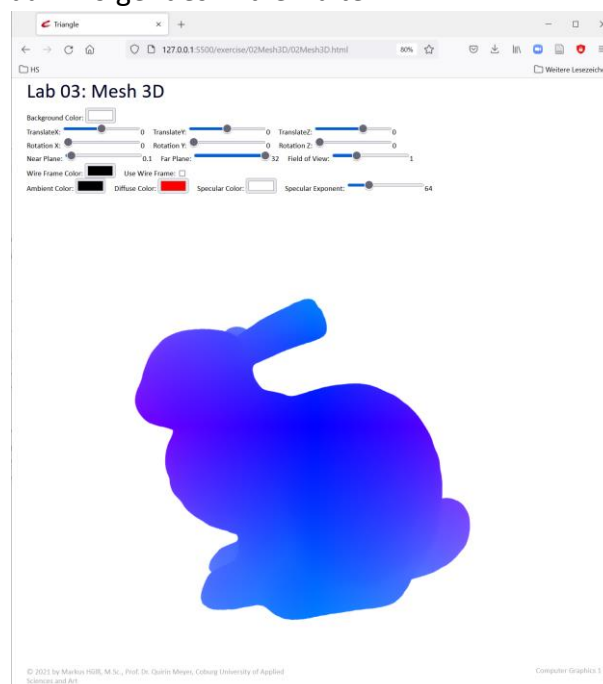 Triangle × +
127.0.0.1:5500/exercise/02Mesh3D/02Mesh3D.html 80%
HS Weitere Lesezeichen
Lab 03: Mesh 3D
Background Color:
TranslateX: 0 TranslateY: 0 TranslateZ: 0
Rotation X: 0 Rotation Y: 0 Rotation Z: 0
Near Plane: 0.1 Far Plane: 32 Field of View: 1
Wire Frame Color: Use Wire Frame:
Ambient Color: Diffuse Color: Specular Color: Specular Exponent: 64
© 2021 by Markus Hüllß, M.Sc., Prof. Dr. Quirin Meyer, Coburg University of Applied
Sciences and Art
Computer Graphics 1